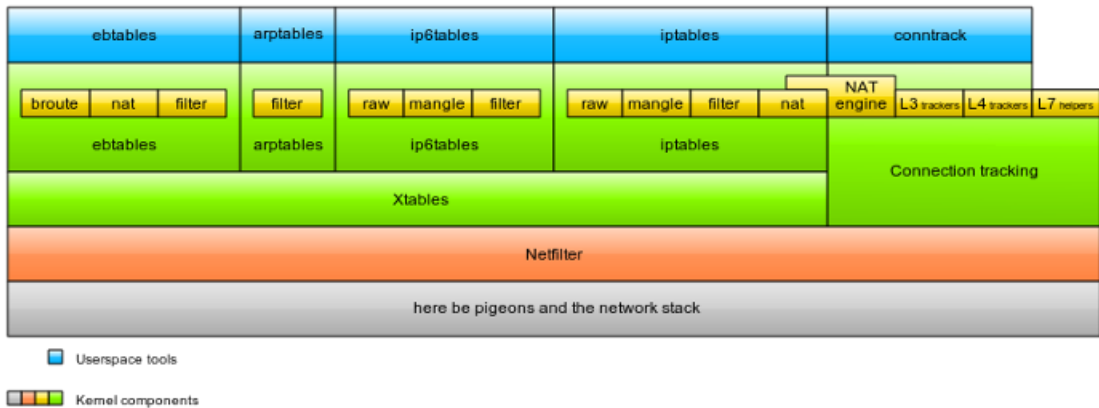 ebtables arptables ip6tables iptables conntrack
broute nat filter filter raw mangle filter raw mangle filter nat NAT engine L3 trackers L4 trackers L7 helpers
ebtables arptables ip6tables iptables
Connection tracking
Xtables
Netfilter
here be pigeons and the network stack
Userspace tools
Kernel components